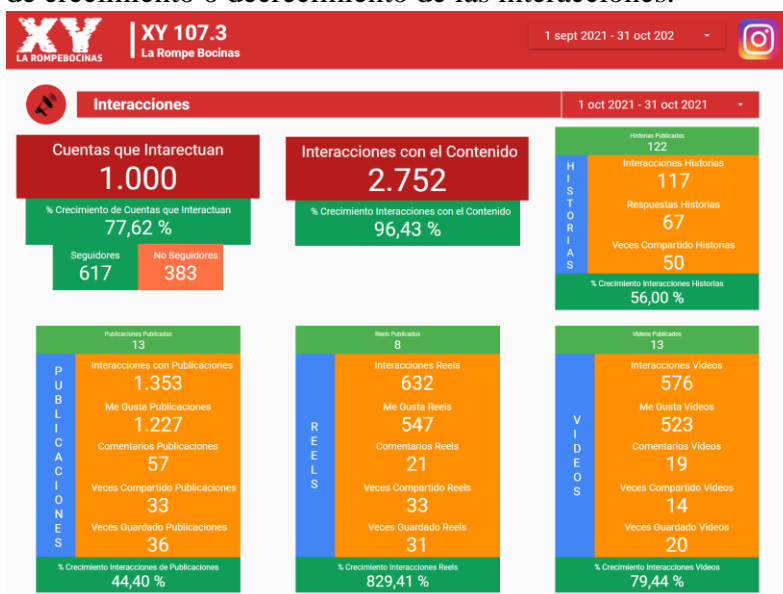 de crecimiento o decrecimiento de las interacciones.
XY
LA ROMPEBOCINAS
XY 107.3
La Rompe Bocinas
1 sept 2021 - 31 oct 202
Interacciones
1 oct 2021 - 31 oct 2021
Cuentas que Intarectuan
1.000
% Crecimiento de Cuentas que Interactuan
77,62 %
Seguidores
617
No Seguidores
383
Interacciones con el Contenido
2.752
% Crecimiento Interacciones con el Contenido
96,43 %
Historias Publicadas
122
HISTORIAS
Interacciones Historias
117
Respuestas Historias
67
Veces Compartido Historias
50
% Crecimiento Interacciones Historias
56,00 %
Publicaciones Publicadas
13
PUBLICACIONES
Interacciones con Publicaciones
1.353
Me Gusta Publicaciones
1.227
Comentarios Publicaciones
57
Veces Compartido Publicaciones
33
Veces Guardado Publicaciones
36
% Crecimiento Interacciones de Publicaciones
44,40 %
Reels Publicados
8
REELS
Interacciones Reels
632
Me Gusta Reels
547
Comentarios Reels
21
Veces Compartido Reels
33
Veces Guardado Reels
31
% Crecimiento Interacciones Reels
829,41 %
Videos Publicados
13
VIDEOS
Interacciones Videos
576
Me Gusta Videos
523
Comentarios Videos
19
Veces Compartido Videos
14
Veces Guardado Videos
20
% Crecimiento Interacciones Videos
79,44 %